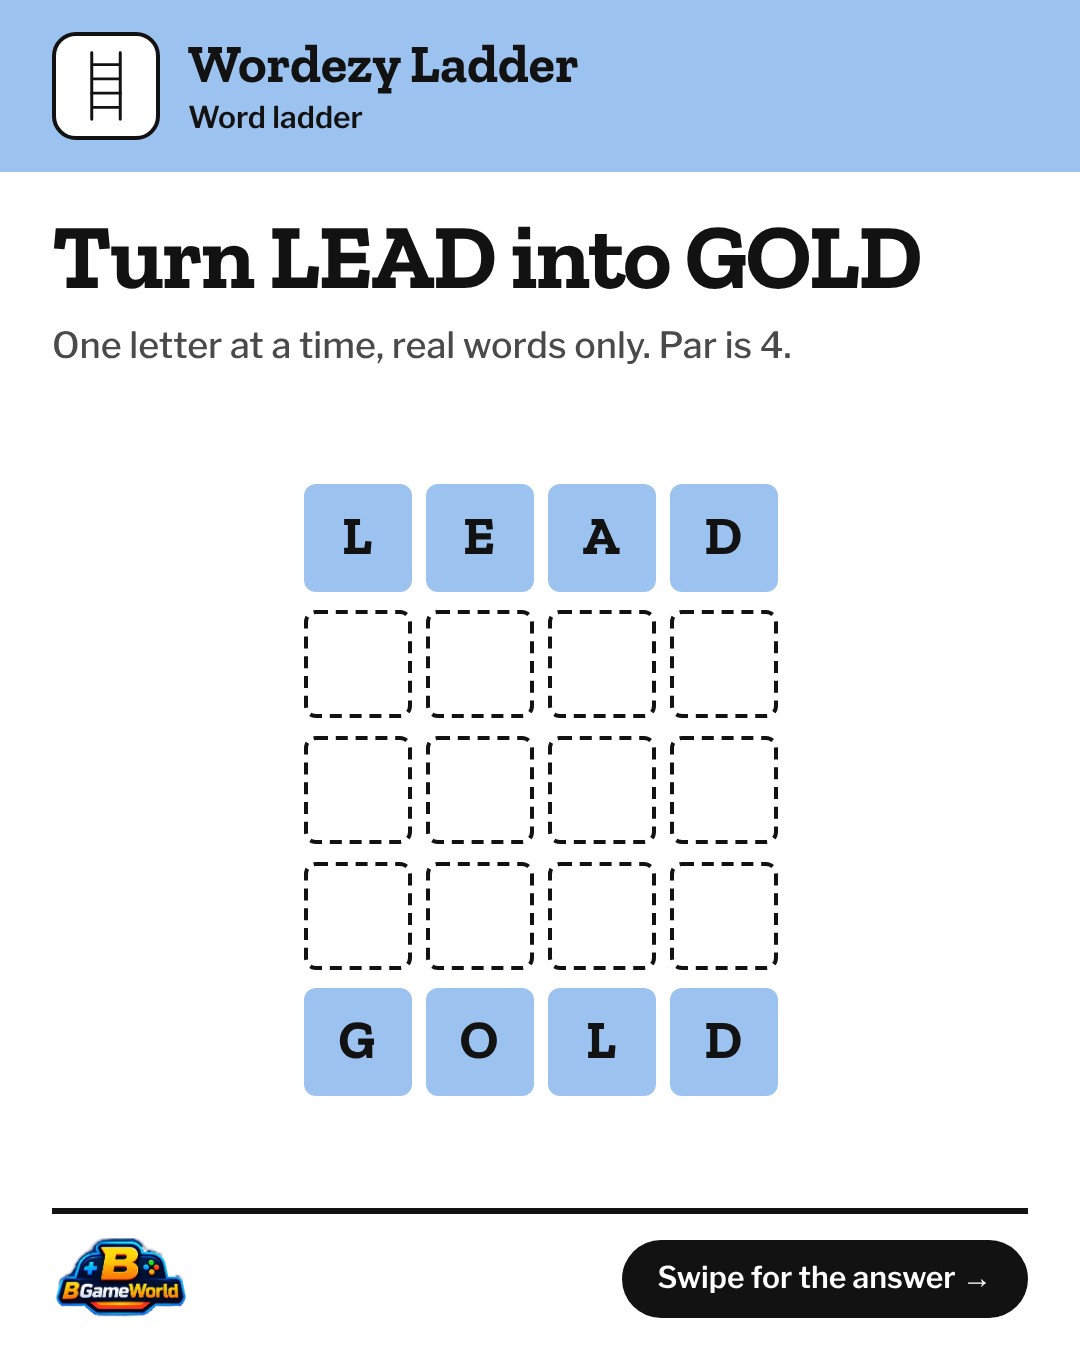 Wordezy Ladder
Word ladder
Turn LEAD into GOLD
One letter at a time, real words only. Par is 4.
L E A D
G O L D
B
BGameWorld
Swipe for the answer →